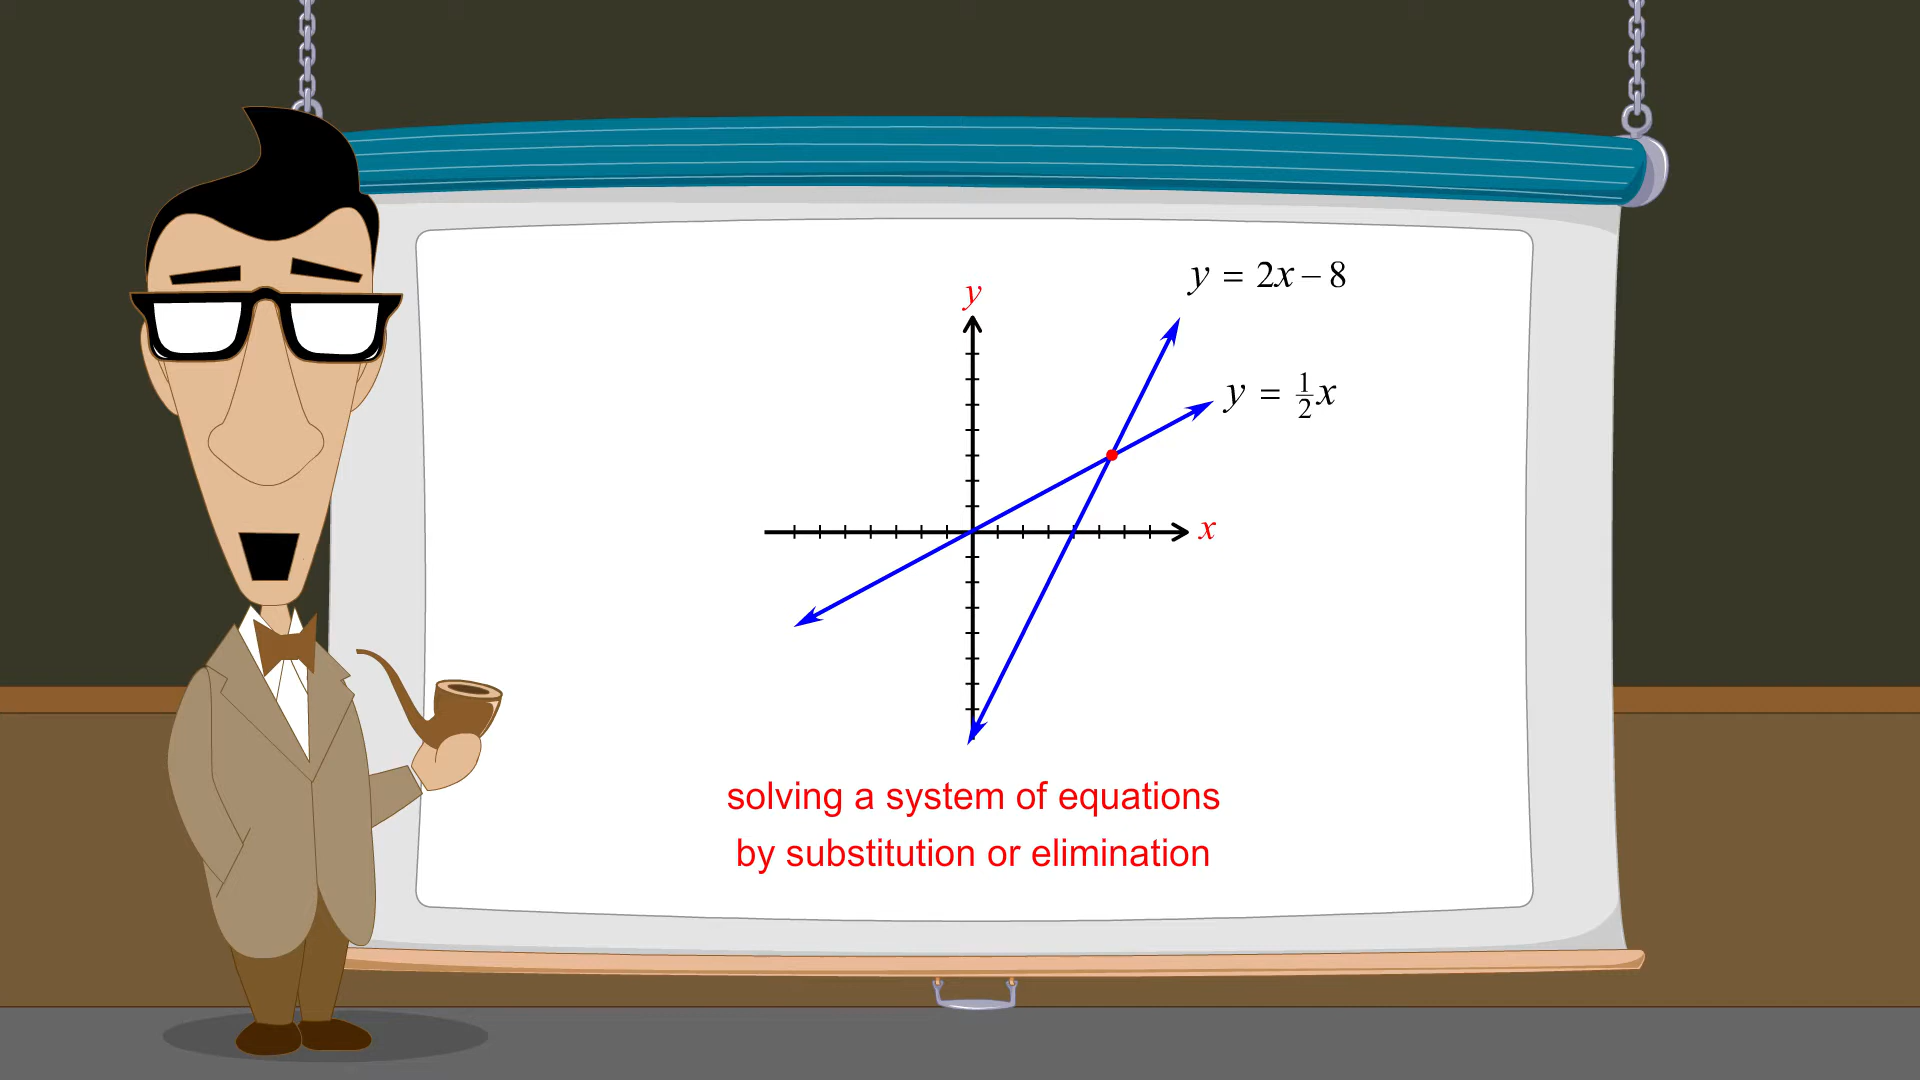 y = 2x – 8
y
y = ½x
x
solving a system of equations
by substitution or elimination